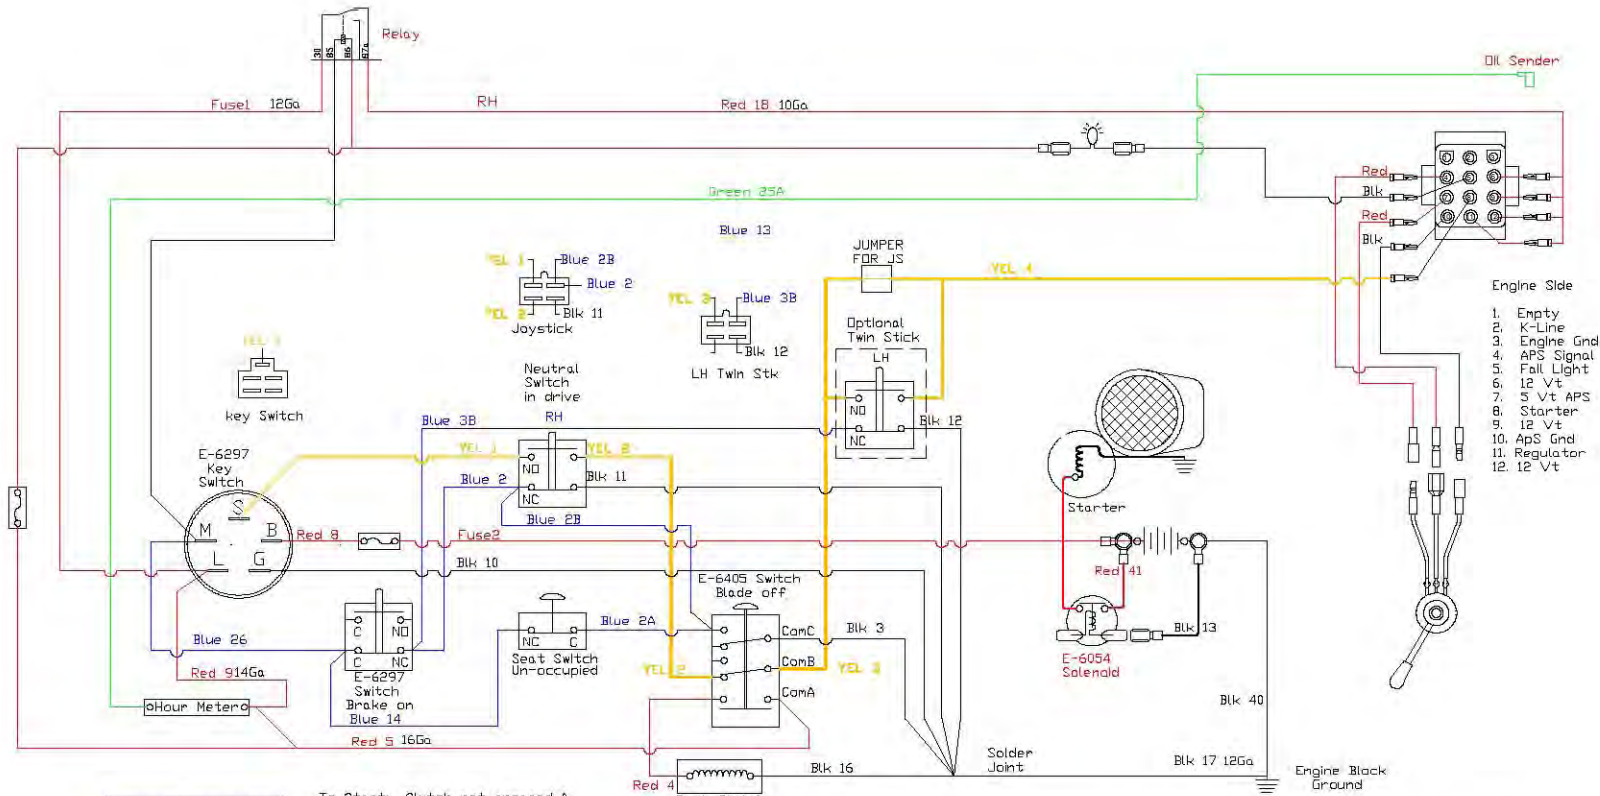 Relay
30
85
86
87a
Oil Sender
Fuse1 12Ga
RH
Red 18 10Ga
Green 25A
Blue 13
Red
Blk
Red
Blk
JUMPER
FOR JS
YEL 4
YEL 1
Blue 2B
Blue 2
YEL 2
Blk 11
Joystick
YEL 3
Blue 3B
Blk 12
LH Twin Stk
Optional
Twin Stick
LH
NO
NC
Blk 12
key Switch
Neutral
Switch
in drive
RH
Blue 3B
YEL 1
NO
NC
Blk 11
Blue 2
Blue 2B
E-6297
Key
Switch
S
M
B
L
G
Red 8
Fuse2
Blk 10
Starter
Red 41
Blk 13
E-6054
Solenoid
Engine Side
1. Empty
2. K-Line
3. Engine Gnd
4. APS Signal
5. Fail Light
6. 12 Vt
7. 5 Vt APS
8. Starter
9. 12 Vt
10. ApS Gnd
11. Regulator
12. 12 Vt
E-6405 Switch
Blade off
ComC
ComB
ComA
Blk 3
YEL 2
YEL 3
Blue 26
C
NO
C
NC
E-6297
Switch
Brake on
Blue 14
NC
C
Seat Switch
Un-occupied
Blue 2A
Red 9 14Ga
Hour Meter
Red 5 16Ga
Red 4
Blk 16
Solder
Joint
Blk 40
Blk 17 12Ga
Engine Block
Ground